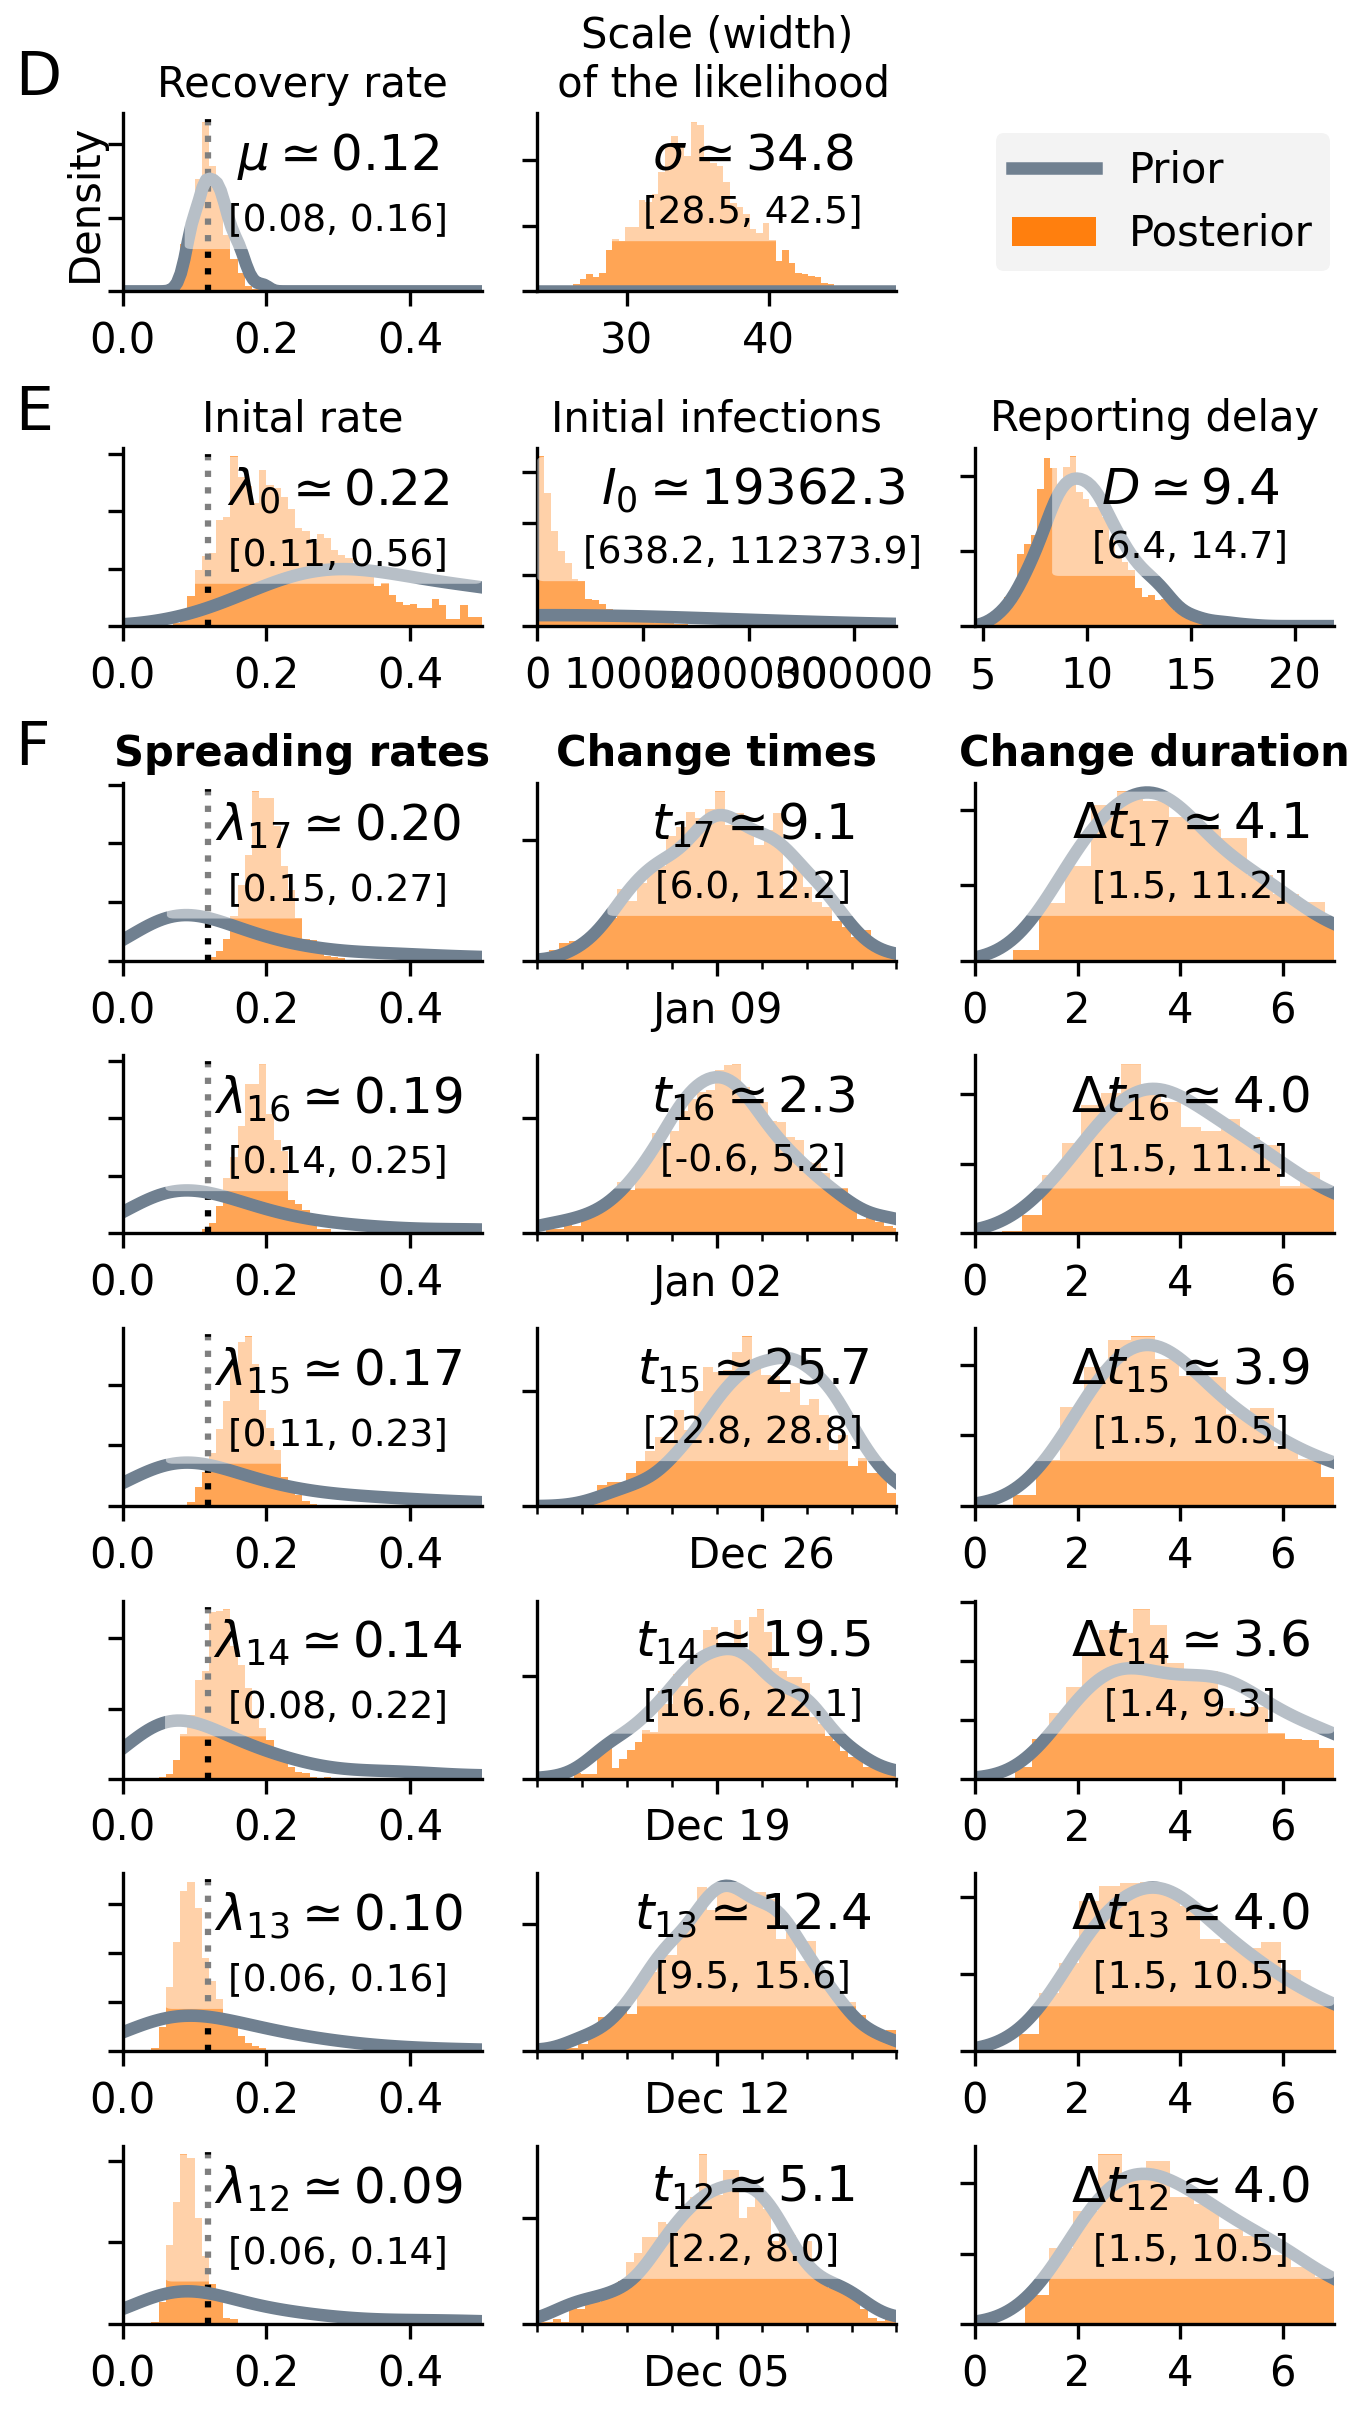 D
Recovery rate
Scale (width)
of the likelihood
Density
μ ≃ 0.12
[0.08, 0.16]
0.0 0.2 0.4
σ ≃ 34.8
[28.5, 42.5]
30 40
Prior
Posterior
E
Inital rate
λ0 ≃ 0.22
[0.11, 0.56]
0.0 0.2 0.4
Initial infections
I0 ≃ 19362.3
[638.2, 112373.9]
0 100000 200000 300000
Reporting delay
D ≃ 9.4
[6.4, 14.7]
5 10 15 20
F
Spreading rates
Change times
Change duration
λ17 ≃ 0.20
[0.15, 0.27]
0.0 0.2 0.4
t17 ≃ 9.1
[6.0, 12.2]
Jan 09
Δt17 ≃ 4.1
[1.5, 11.2]
0 2 4 6
λ16 ≃ 0.19
[0.14, 0.25]
0.0 0.2 0.4
t16 ≃ 2.3
[-0.6, 5.2]
Jan 02
Δt16 ≃ 4.0
[1.5, 11.1]
0 2 4 6
λ15 ≃ 0.17
[0.11, 0.23]
0.0 0.2 0.4
t15 ≃ 25.7
[22.8, 28.8]
Dec 26
Δt15 ≃ 3.9
[1.5, 10.5]
0 2 4 6
λ14 ≃ 0.14
[0.08, 0.22]
0.0 0.2 0.4
t14 ≃ 19.5
[16.6, 22.1]
Dec 19
Δt14 ≃ 3.6
[1.4, 9.3]
0 2 4 6
λ13 ≃ 0.10
[0.06, 0.16]
0.0 0.2 0.4
t13 ≃ 12.4
[9.5, 15.6]
Dec 12
Δt13 ≃ 4.0
[1.5, 10.5]
0 2 4 6
λ12 ≃ 0.09
[0.06, 0.14]
0.0 0.2 0.4
t12 ≃ 5.1
[2.2, 8.0]
Dec 05
Δt12 ≃ 4.0
[1.5, 10.5]
0 2 4 6